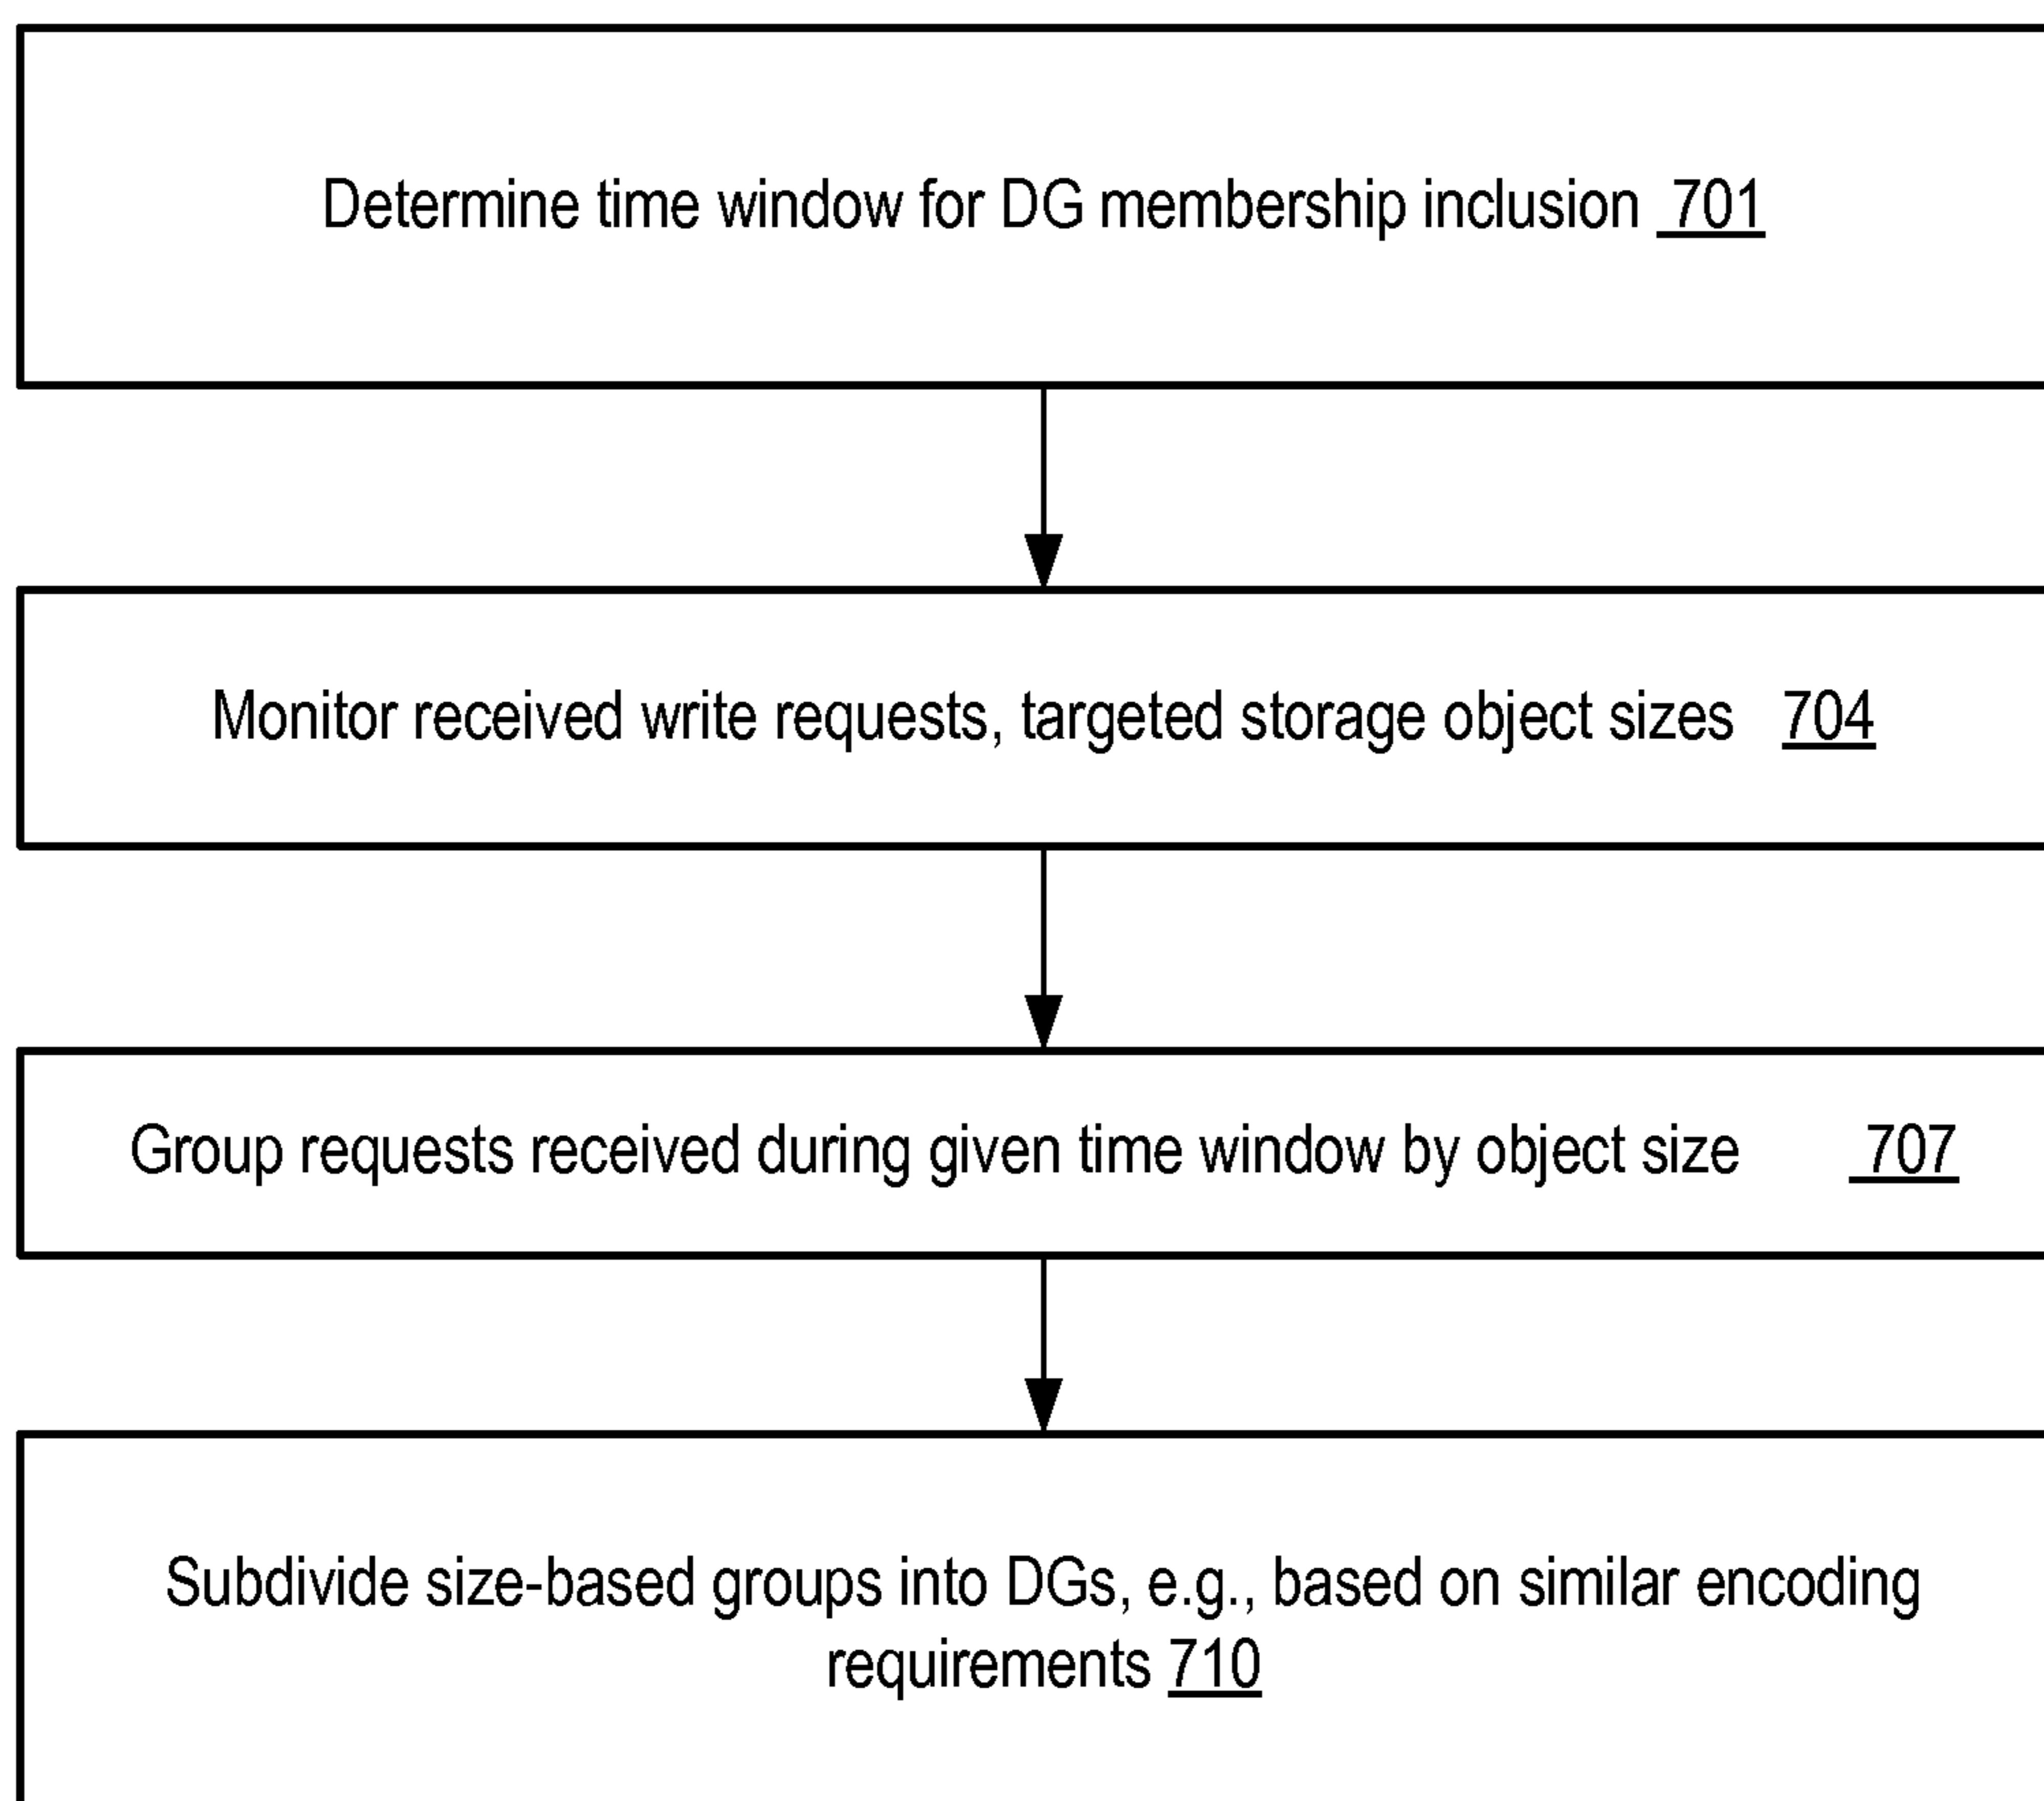 Determine time window for DG membership inclusion 701
Monitor received write requests, targeted storage object sizes 704
Group requests received during given time window by object size 707
Subdivide size-based groups into DGs, e.g., based on similar encoding
requirements 710